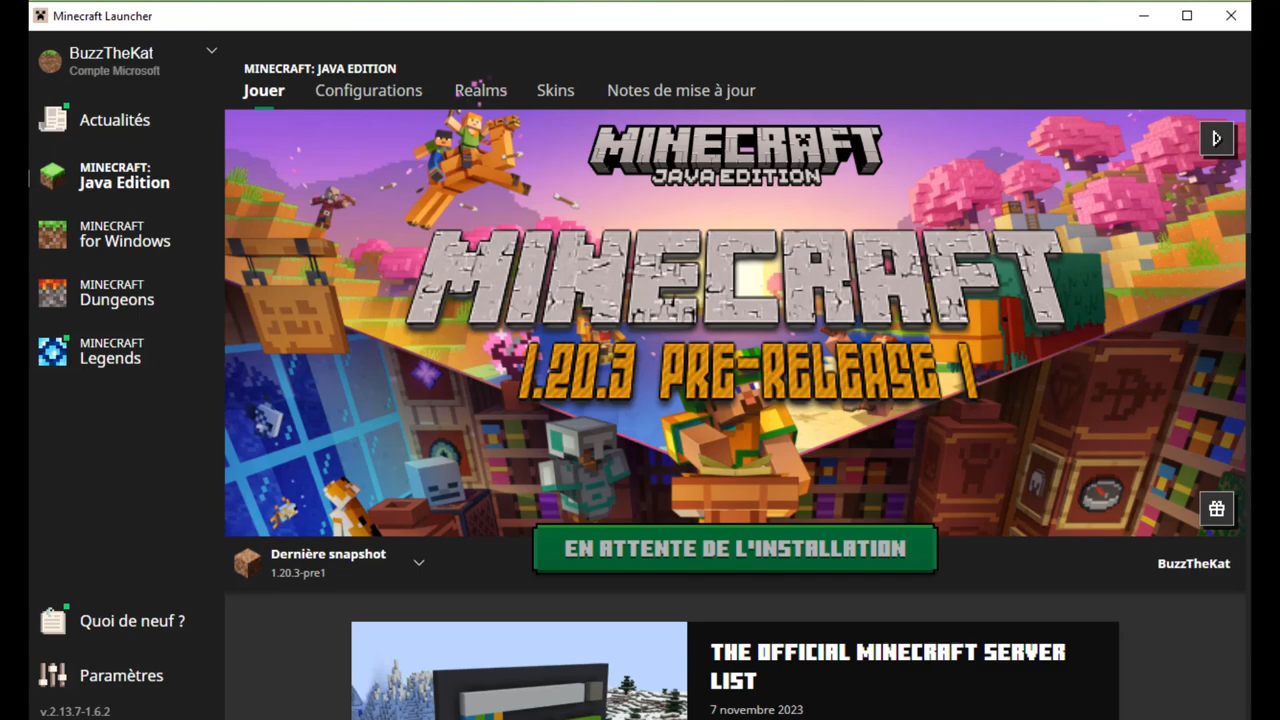 Minecraft Launcher
BuzzTheKat
Compte Microsoft
Actualités
MINECRAFT:
Java Edition
MINECRAFT
for Windows
MINECRAFT
Dungeons
MINECRAFT
Legends
Quoi de neuf ?
Paramètres
v.2.13.7-1.6.2
MINECRAFT: JAVA EDITION
Jouer Configurations Realms Skins Notes de mise à jour
MINECRAFT
JAVA EDITION
MINECRAFT
1.20.3 PRE-RELEASE 1
Dernière snapshot
1.20.3-pre1
EN ATTENTE DE L'INSTALLATION
BuzzTheKat
THE OFFICIAL MINECRAFT SERVER
LIST
7 novembre 2023